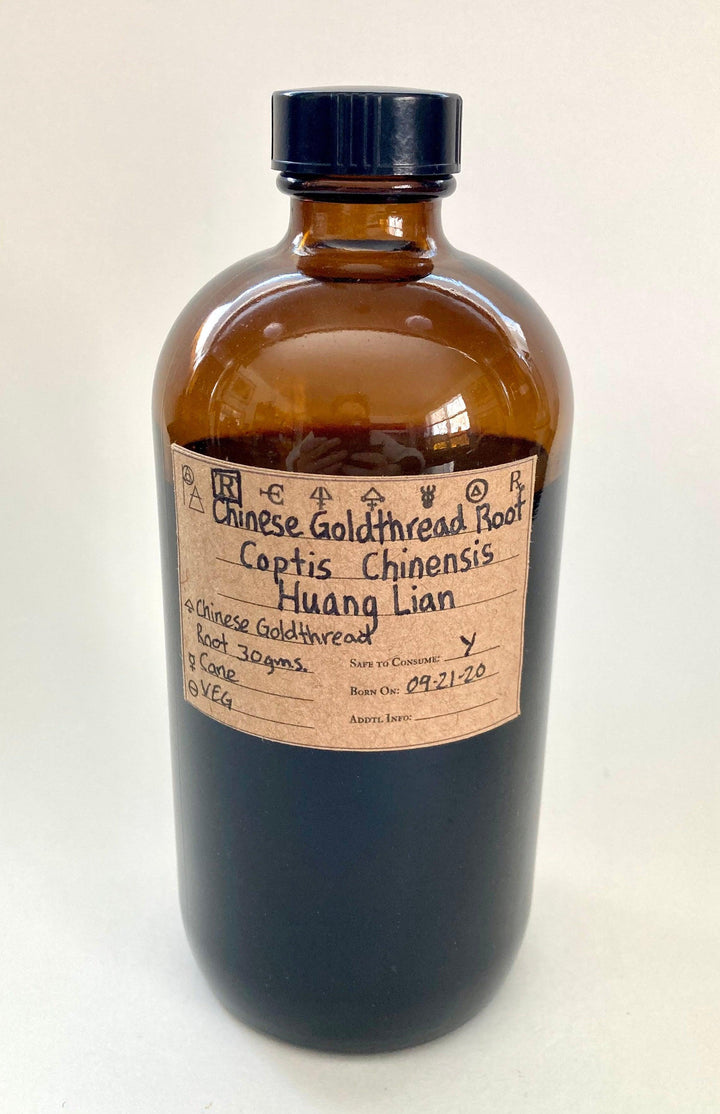 R ℞
Chinese Goldthread Root
Coptis Chinensis
Huang Lian
Chinese Goldthread
Root 30gms.
Cane
VEG
SAFE TO CONSUME: Y
BORN ON: 09-21-20
ADDTL INFO: